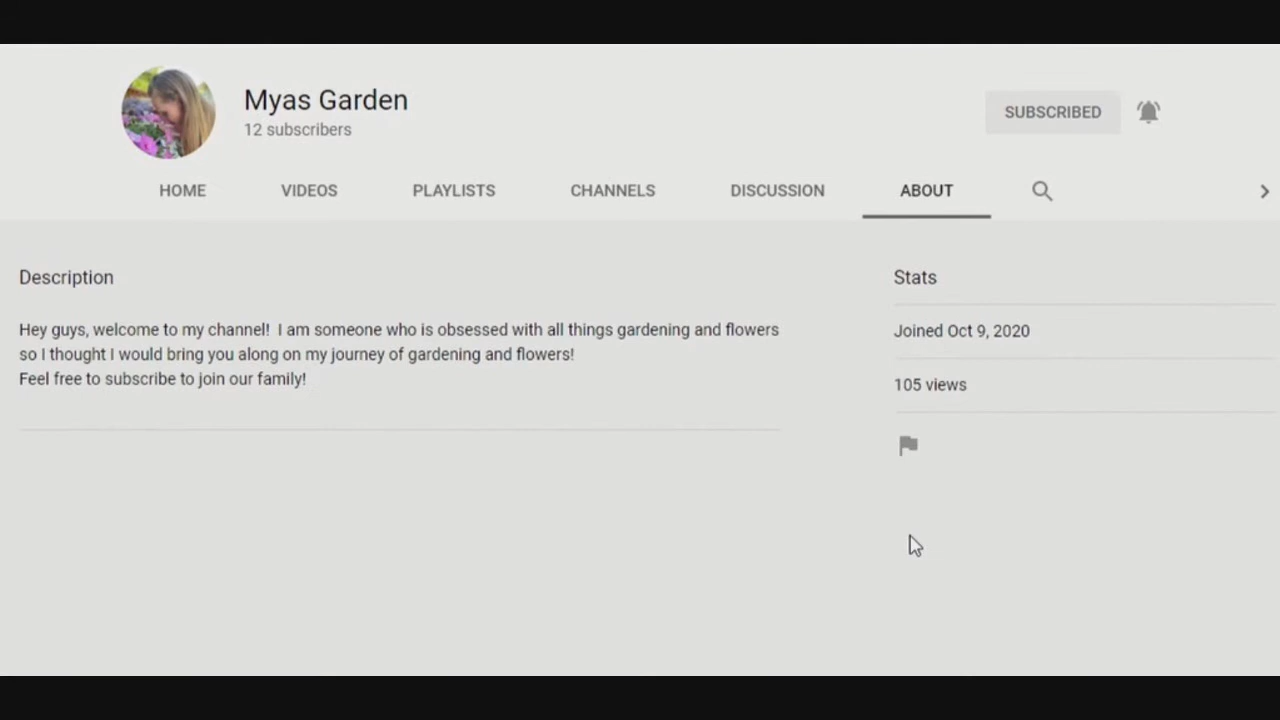 Myas Garden
12 subscribers
SUBSCRIBED
HOME VIDEOS PLAYLISTS CHANNELS DISCUSSION ABOUT
Description
Hey guys, welcome to my channel!  I am someone who is obsessed with all things gardening and flowers
so I thought I would bring you along on my journey of gardening and flowers!
Feel free to subscribe to join our family!
Stats
Joined Oct 9, 2020
105 views